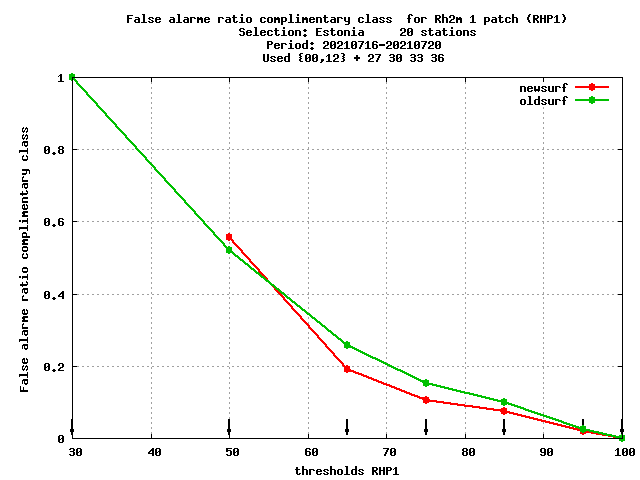 False alarme ratio complimentary class  for Rh2m 1 patch (RHP1)
Selection: Estonia     20 stations
Period: 20210716-20210720
Used {00,12} + 27 30 33 36
newsurf
oldsurf
False alarme ratio complimentary class
1
0.8
0.6
0.4
0.2
0
30 40 50 60 70 80 90 100
thresholds RHP1